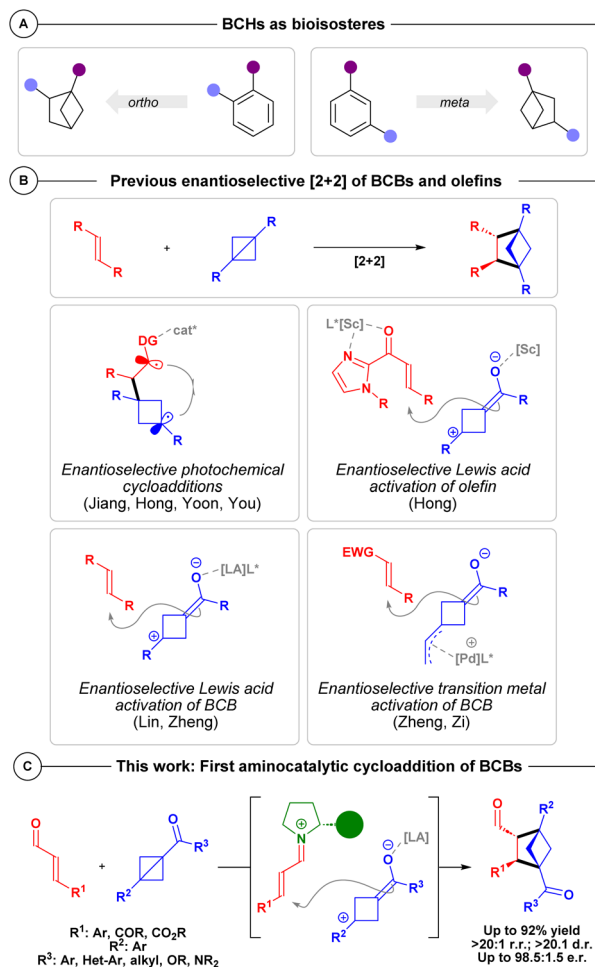 A
BCHs as bioisosteres
ortho
meta
B
Previous enantioselective [2+2] of BCBs and olefins
R
R
+
R
R
[2+2]
R
R
R
R
DG
cat*
R
R
Enantioselective photochemical
cycloadditions
(Jiang, Hong, Yoon, You)
L*[Sc]
O
N
N
R
R
[Sc]
O
⊖
R
⊕
R
Enantioselective Lewis acid
activation of olefin
(Hong)
R
R
⊖
O
[LA]L*
R
⊕
R
Enantioselective Lewis acid
activation of BCB
(Lin, Zheng)
EWG
R
⊖
O
R
⊕
[Pd]L*
Enantioselective transition metal
activation of BCB
(Zheng, Zi)
C
This work: First aminocatalytic cycloaddition of BCBs
O
R¹
+
O
R³
R²
R¹: Ar, COR, CO₂R
R²: Ar
R³: Ar, Het-Ar, alkyl, OR, NR₂
⊕
N
R¹
[LA]
⊖
O
R³
⊕
R²
O
R²
R¹
O
R³
Up to 92% yield
>20:1 r.r.; >20.1 d.r.
Up to 98.5:1.5 e.r.